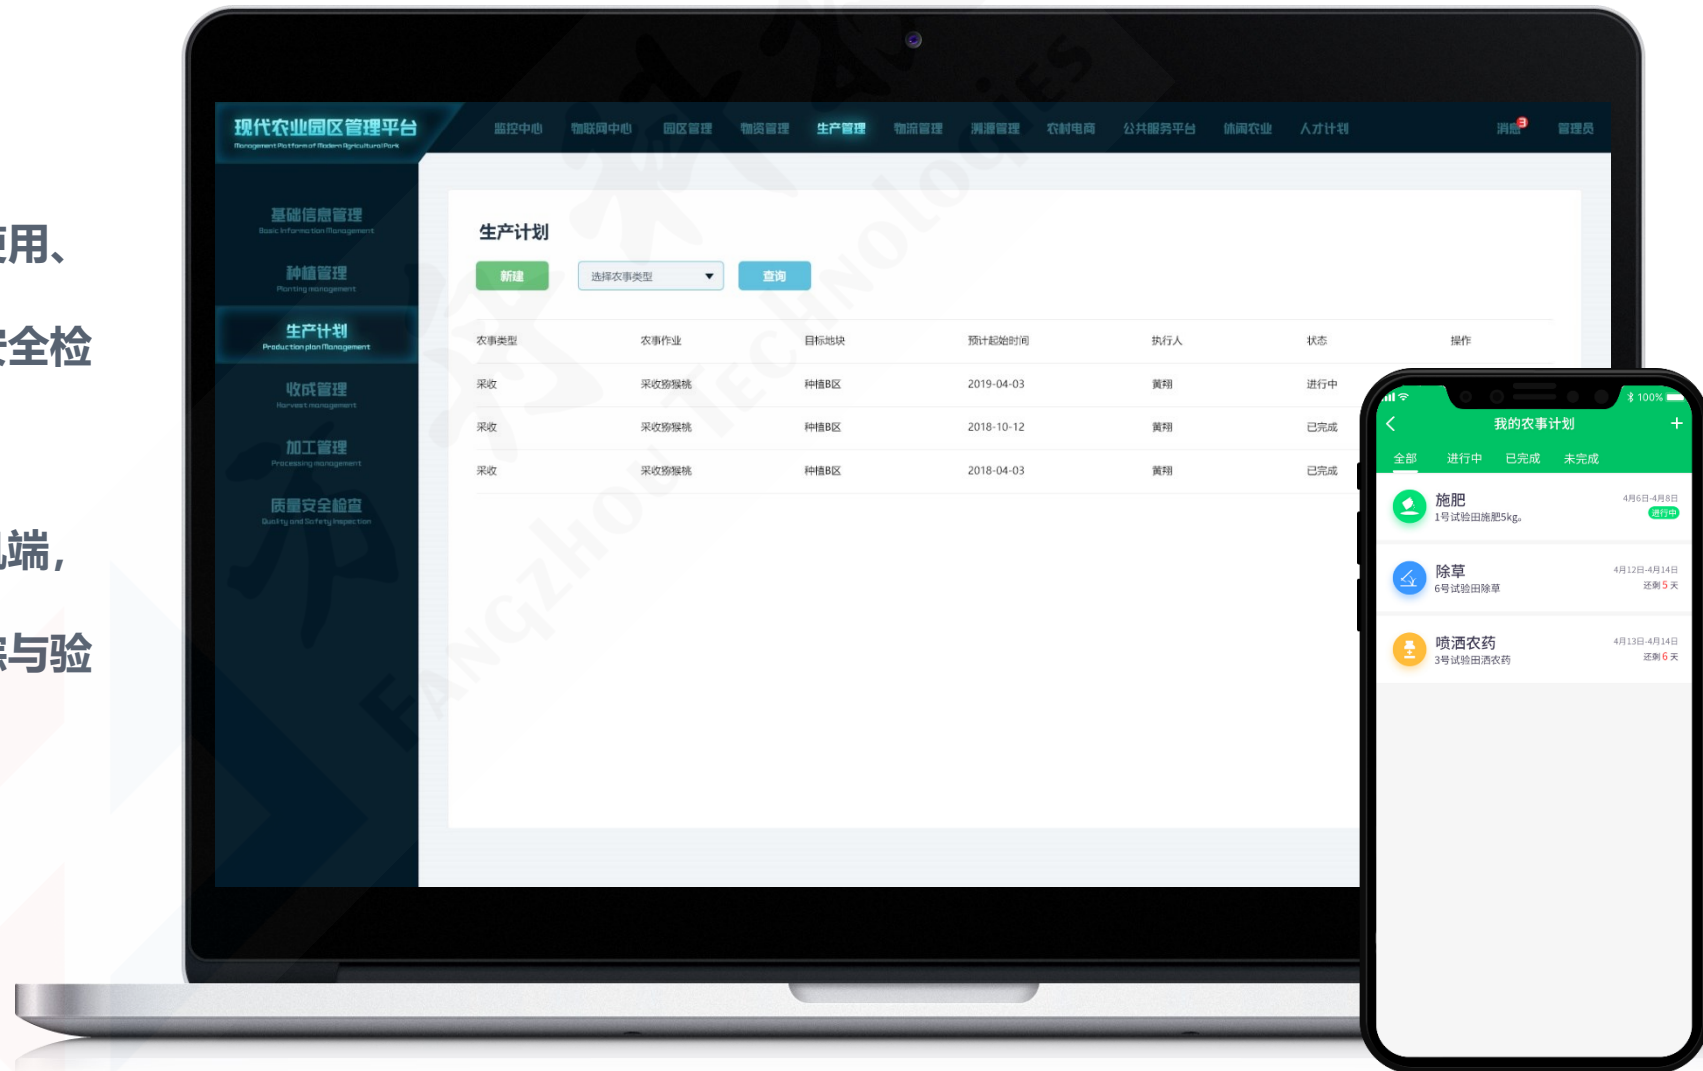 使用、
安全检
机端，
踪与验
现代农业园区管理平台
Management Platform of Modern Agricultural Park
监控中心 物联网中心 园区管理 物资管理 生产管理 物流管理 溯源管理 农村电商 公共服务平台 休闲农业 人才计划 消息 3 管理员
基础信息管理
Basic Information Management
种植管理
Planting management
生产计划
Production plan Management
收成管理
Harvest management
加工管理
Processing management
质量安全检查
Quality and Safety Inspection
生产计划
新建 选择农事类型 查询
农事类型 农事作业 目标地块 预计起始时间 执行人 状态 操作
采收 采收猕猴桃 种植B区 2019-04-03 黄翔 进行中
采收 采收猕猴桃 种植B区 2018-10-12 黄翔 已完成
采收 采收猕猴桃 种植B区 2018-04-03 黄翔 已完成
100%
我的农事计划
全部 进行中 已完成 未完成
施肥 4月6日-4月8日
1号试验田施肥5kg。 进行中
除草 4月12日-4月14日
6号试验田除草 还剩 5 天
喷洒农药 4月13日-4月14日
3号试验田洒农药 还剩 6 天
FANGZHOU TECHNOLOGIES